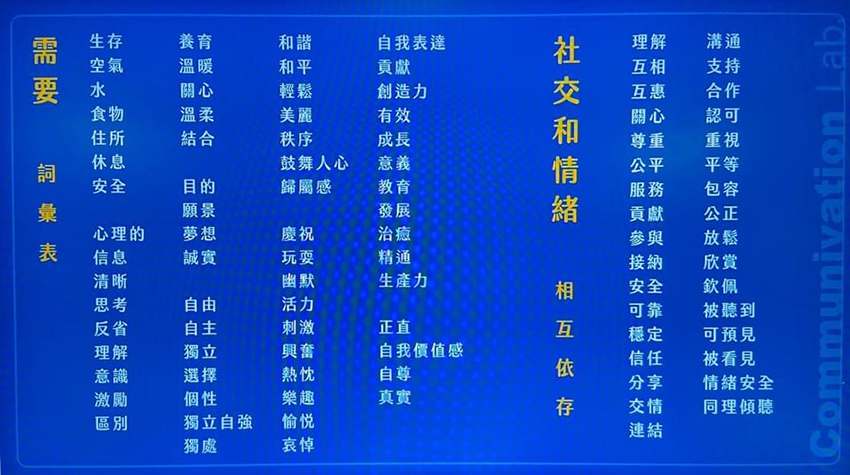 需要
詞彙表
生存
空氣
水
食物
住所
休息
安全
心理的
信息
清晰
思考
反省
理解
意識
激勵
區別
養育
溫暖
關心
溫柔
結合
目的
願景
夢想
誠實
自由
自主
獨立
選擇
個性
獨立自強
獨處
和諧
和平
輕鬆
美麗
秩序
鼓舞人心
歸屬感
慶祝
玩耍
幽默
活力
刺激
興奮
熱忱
樂趣
愉悅
哀悼
自我表達
貢獻
創造力
有效
成長
意義
教育
發展
治癒
精通
生產力
正直
自我價值感
自尊
真實
社交和情緒
相互依存
理解
互相
互惠
關心
尊重
公平
服務
貢獻
參與
接納
安全
可靠
穩定
信任
分享
交情
連結
溝通
支持
合作
認可
重視
平等
包容
公正
放鬆
欣賞
欽佩
被聽到
可預見
被看見
情緒安全
同理傾聽
Communivation Lab.